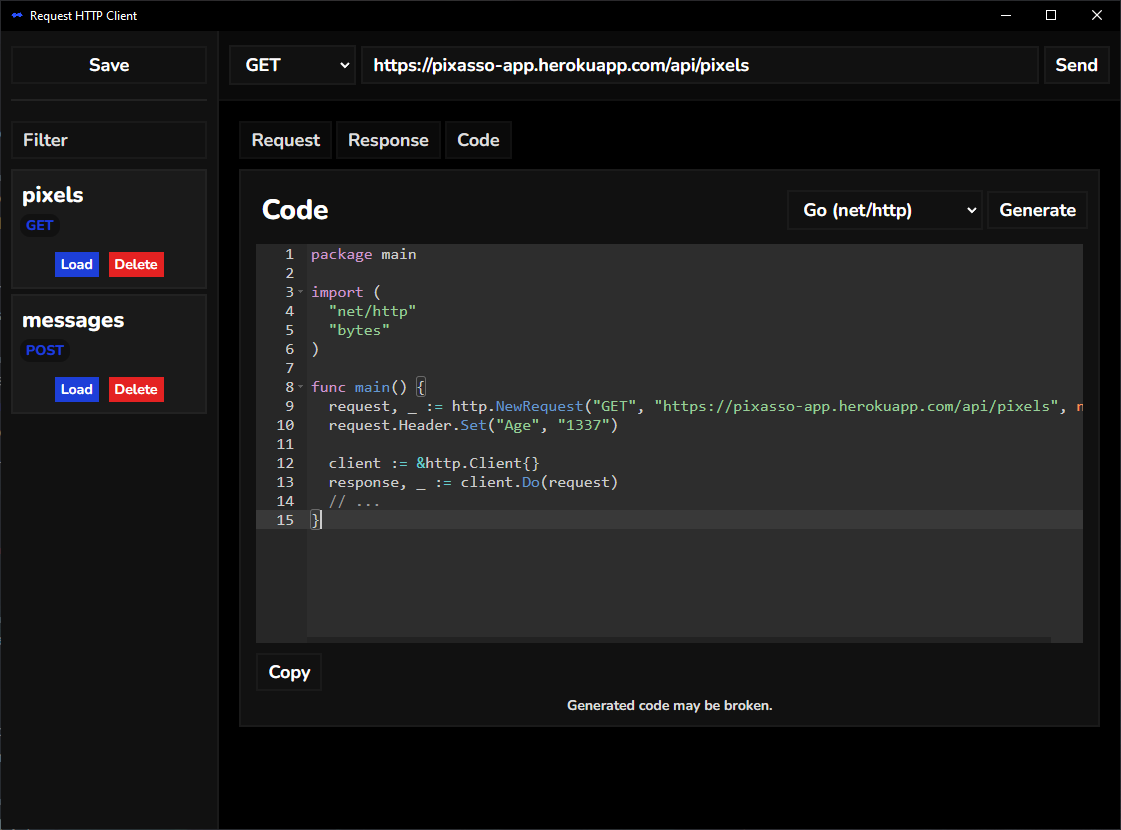 Request HTTP Client
Save
GET
https://pixasso-app.herokuapp.com/api/pixels
Send
Filter
pixels
GET
Load
Delete
messages
POST
Load
Delete
Request
Response
Code
Code
Go (net/http)
Generate
1 package main
2
3 import (
4 "net/http"
5 "bytes"
6 )
7
8 func main() {
9 request, _ := http.NewRequest("GET", "https://pixasso-app.herokuapp.com/api/pixels",
10 request.Header.Set("Age", "1337")
11
12 client := &http.Client{}
13 response, _ := client.Do(request)
14 // ...
15 }
Copy
Generated code may be broken.